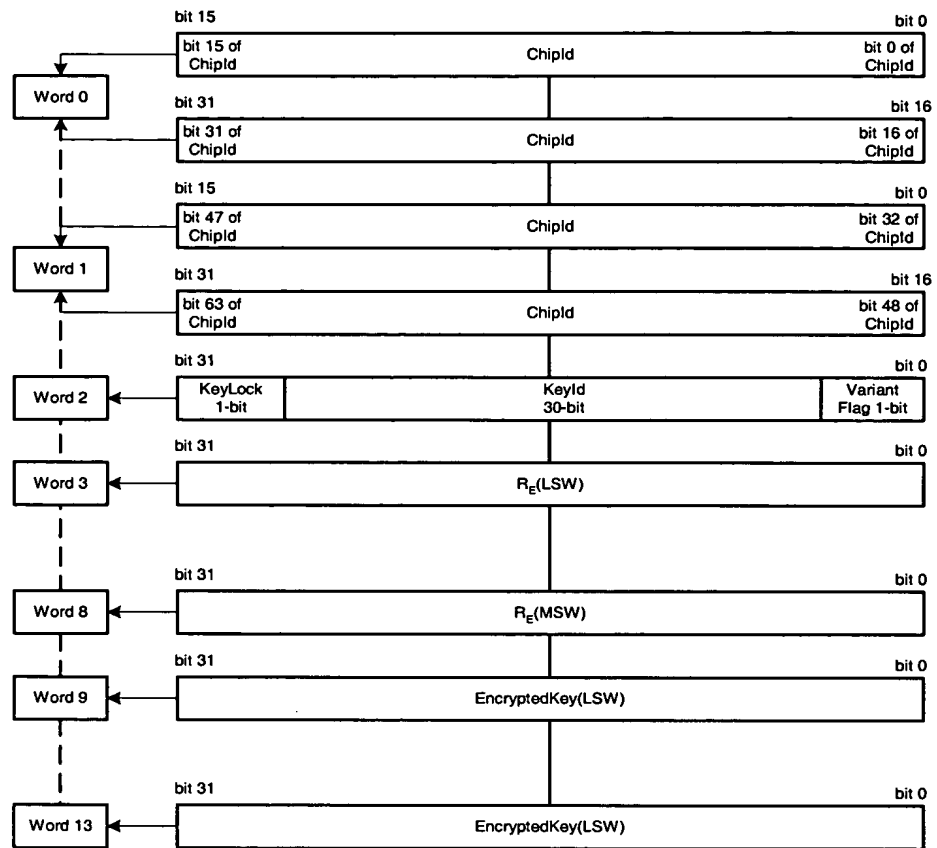 bit 15 bit 0
bit 15 of ChipId bit 0 of
ChipId ChipId
Word 0
bit 31 bit 16
bit 31 of ChipId bit 16 of
ChipId ChipId
bit 15 bit 0
bit 47 of ChipId bit 32 of
ChipId ChipId
Word 1
bit 31 bit 16
bit 63 of ChipId bit 48 of
ChipId ChipId
bit 31 bit 0
Word 2 KeyLock KeyId Variant
1-bit 30-bit Flag 1-bit
bit 31 bit 0
Word 3 RE(LSW)
bit 31 bit 0
Word 8 RE(MSW)
bit 31 bit 0
Word 9 EncryptedKey(LSW)
bit 31 bit 0
Word 13 EncryptedKey(LSW)